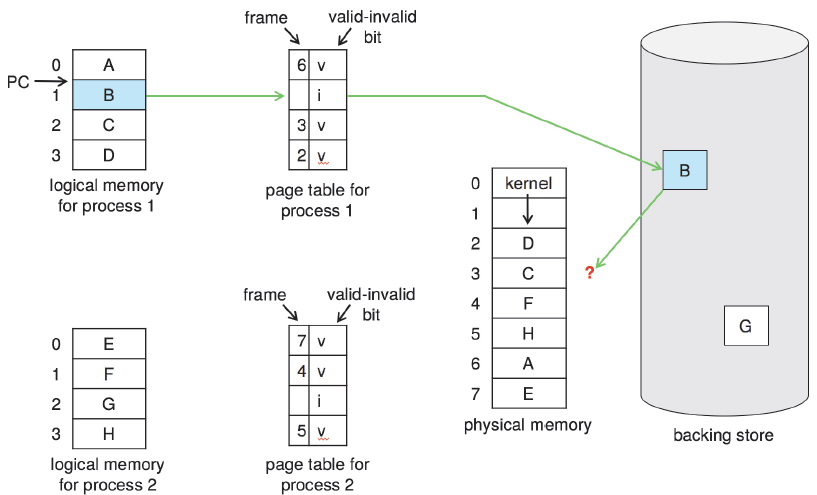 frame
valid-invalid
bit
PC
0 A
1 B
2 C
3 D
logical memory
for process 1
6 v
i
3 v
2 v
page table for
process 1
0 kernel
1
2 D
3 C
4 F
5 H
6 A
7 E
physical memory
?
B
G
backing store
0 E
1 F
2 G
3 H
logical memory
for process 2
frame
valid-invalid
bit
7 v
4 v
i
5 v
page table for
process 2